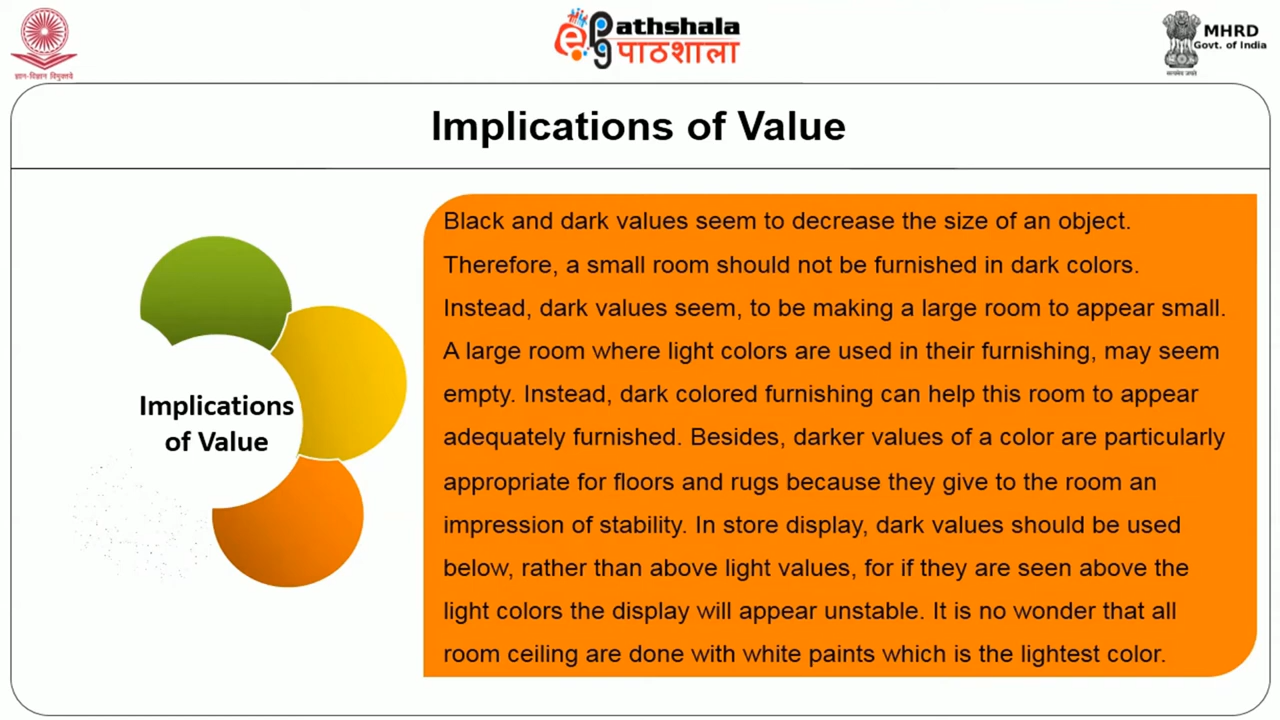 ज्ञान-विज्ञान विमुक्तये
ePathshala
पाठशाला
MHRD
Govt. of India
सत्यमेव जयते
Implications of Value
Implications
of Value
Black and dark values seem to decrease the size of an object.
Therefore, a small room should not be furnished in dark colors.
Instead, dark values seem, to be making a large room to appear small.
A large room where light colors are used in their furnishing, may seem
empty. Instead, dark colored furnishing can help this room to appear
adequately furnished. Besides, darker values of a color are particularly
appropriate for floors and rugs because they give to the room an
impression of stability. In store display, dark values should be used
below, rather than above light values, for if they are seen above the
light colors the display will appear unstable. It is no wonder that all
room ceiling are done with white paints which is the lightest color.